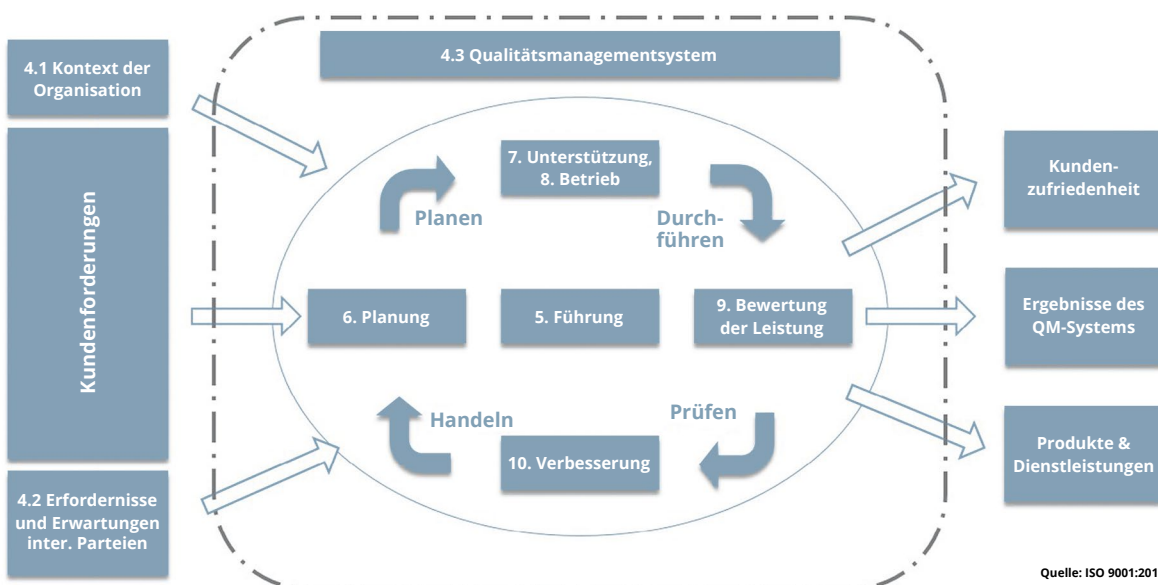 4.1 Kontext der
Organisation
Kundenforderungen
4.2 Erfordernisse
und Erwartungen
inter. Parteien
4.3 Qualitätsmanagementsystem
7. Unterstützung,
8. Betrieb
Planen
Durch-
führen
6. Planung
5. Führung
9. Bewertung
der Leistung
Handeln
Prüfen
10. Verbesserung
Kunden-
zufriedenheit
Ergebnisse des
QM-Systems
Produkte &
Dienstleistungen
Quelle: ISO 9001:201